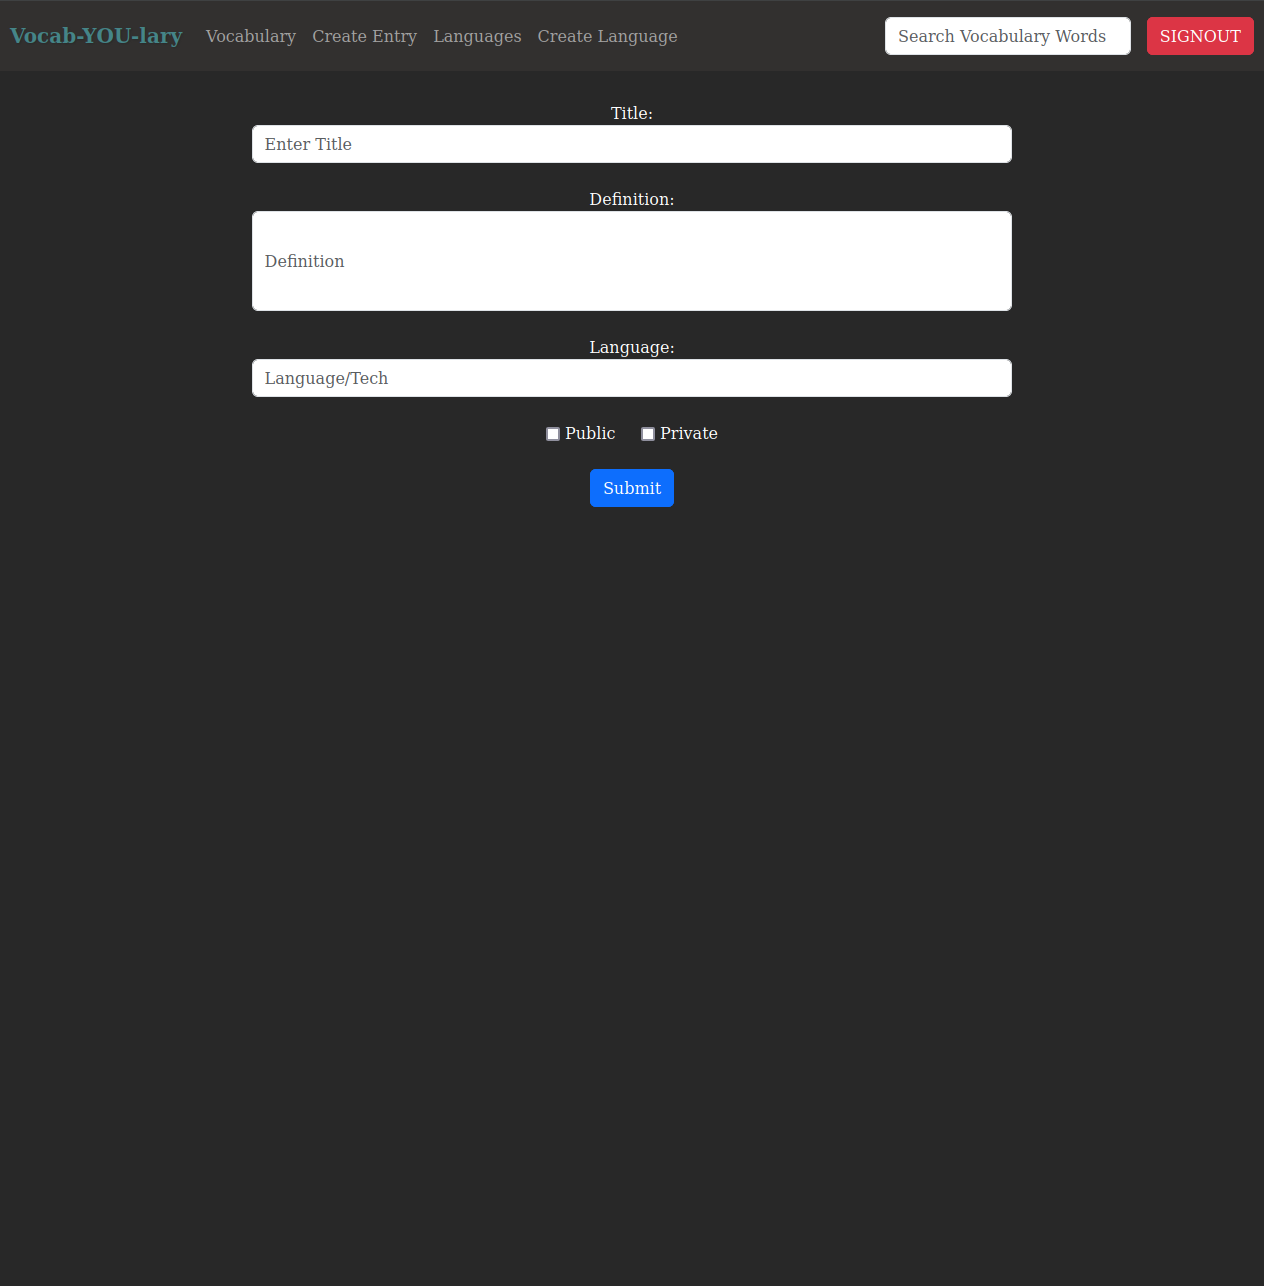 Vocab-YOU-lary Vocabulary Create Entry Languages Create Language Search Vocabulary Words SIGNOUT
Title:
Enter Title
Definition:
Definition
Language:
Language/Tech
Public Private
Submit